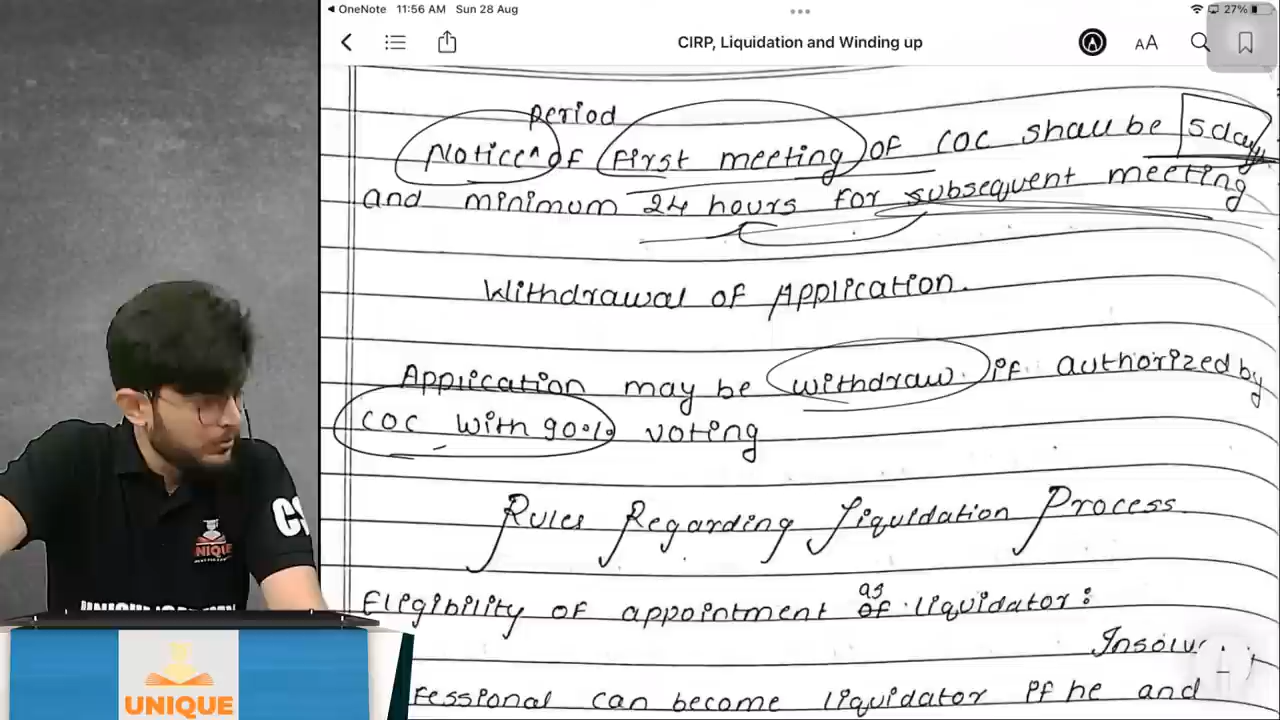 OneNote 11:56 AM Sun 28 Aug 27%
CIRP, Liquidation and Winding up AA
period
Notice^ of first meeting of COC shall be 5 days
and minimum 24 hours for subsequent meeting
Withdrawal of Application.
Application may be withdraw if authorized by
COC with 90% voting
Rules Regarding Liquidation Process
as
Eligibility of appointment of liquidator:
Insolv
fessional can become liquidator if he and
CS
UNIQUE
UNIQUE